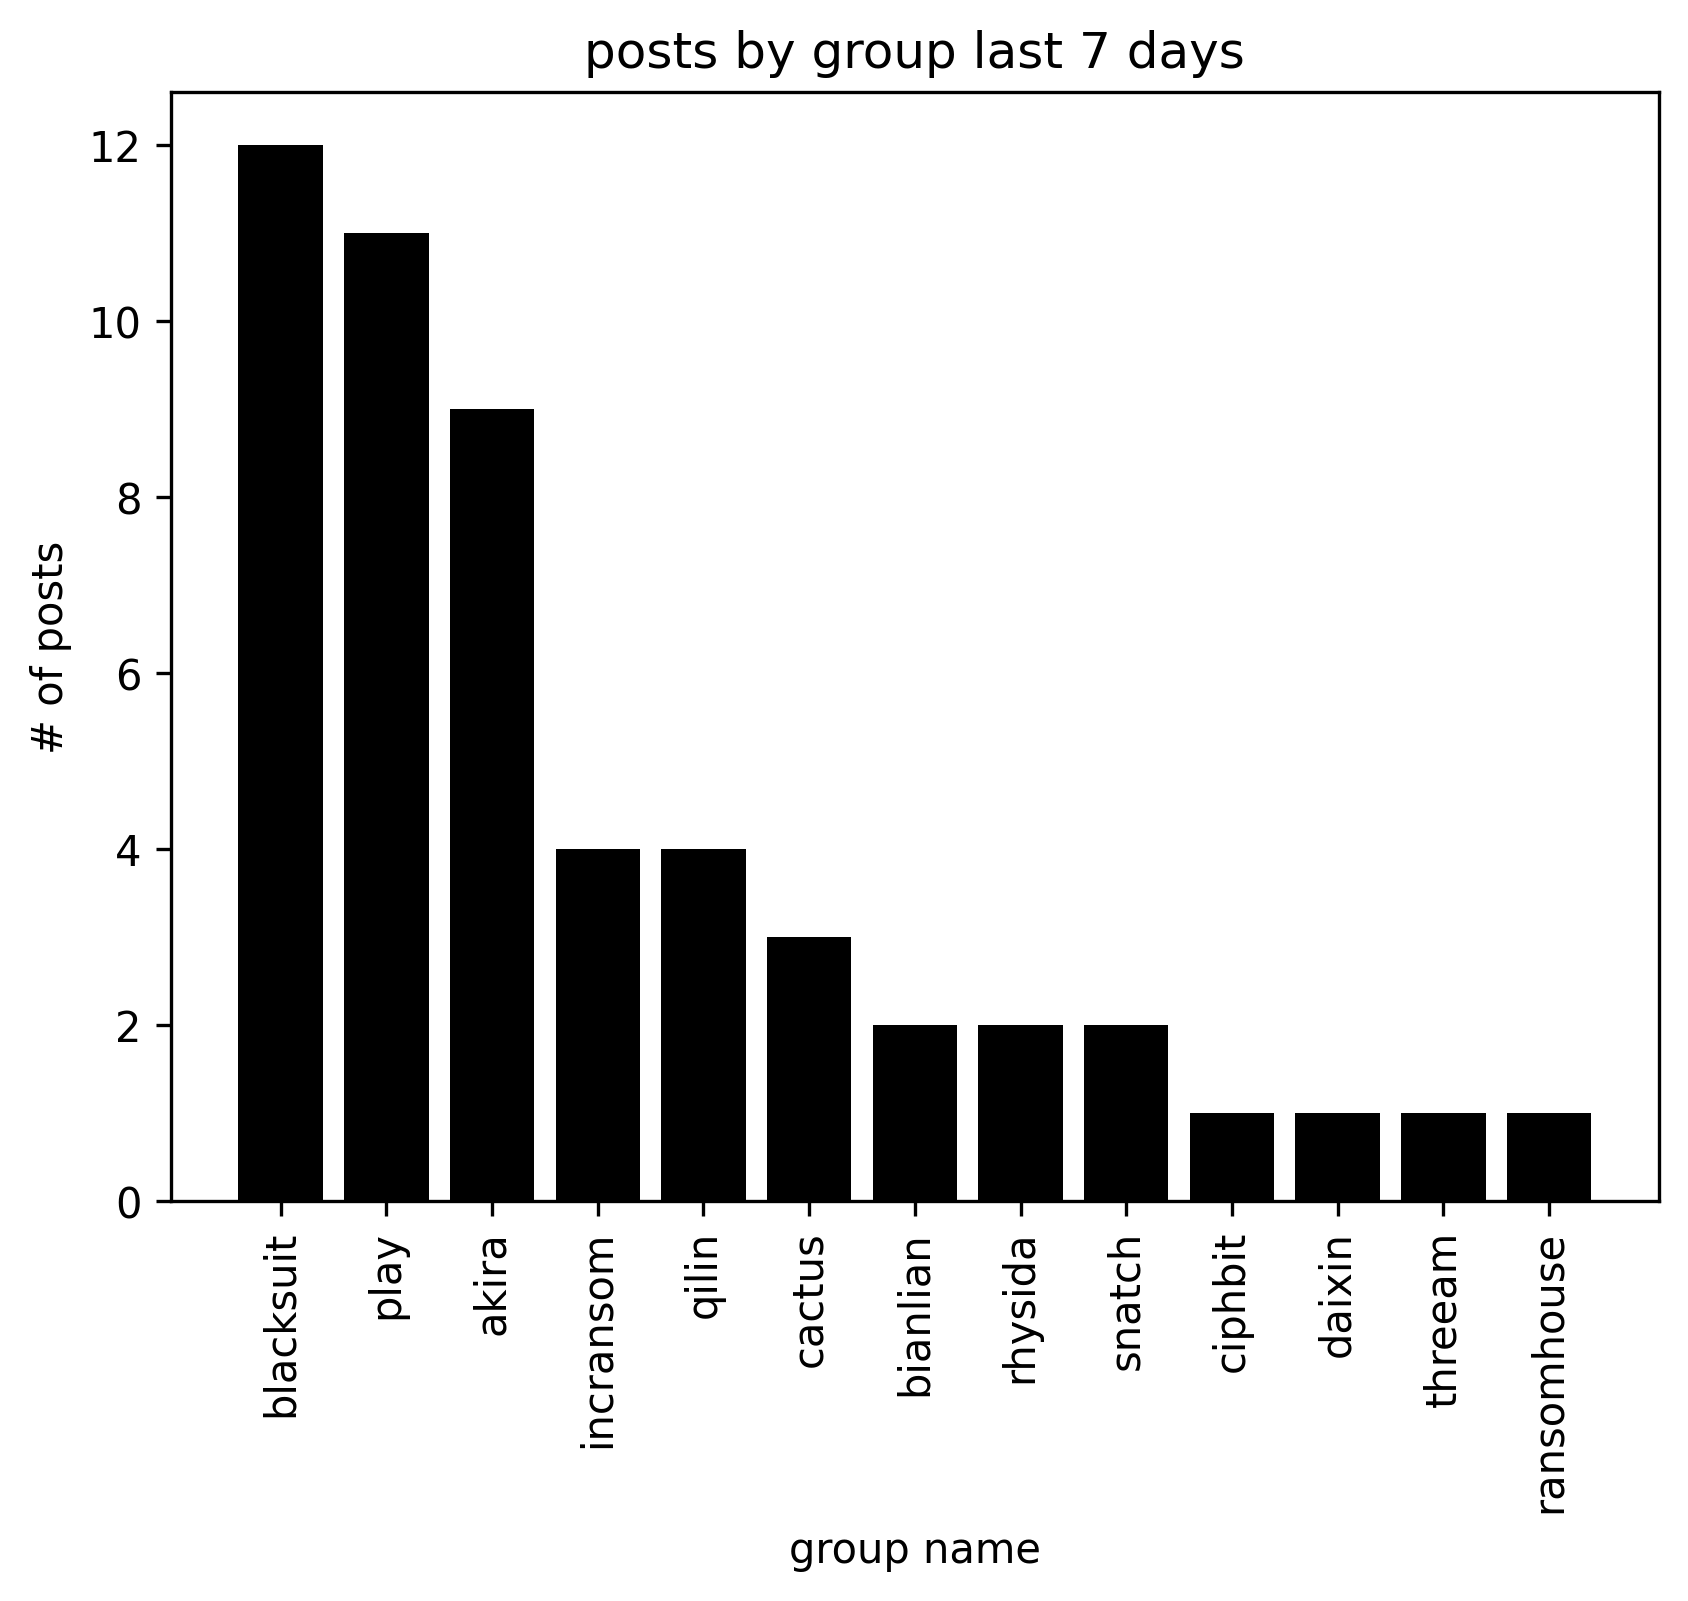 posts by group last 7 days
12
10
8
6
4
2
0
# of posts
blacksuit
play
akira
incransom
qilin
cactus
bianlian
rhysida
snatch
ciphbit
daixin
threeam
ransomhouse
group name